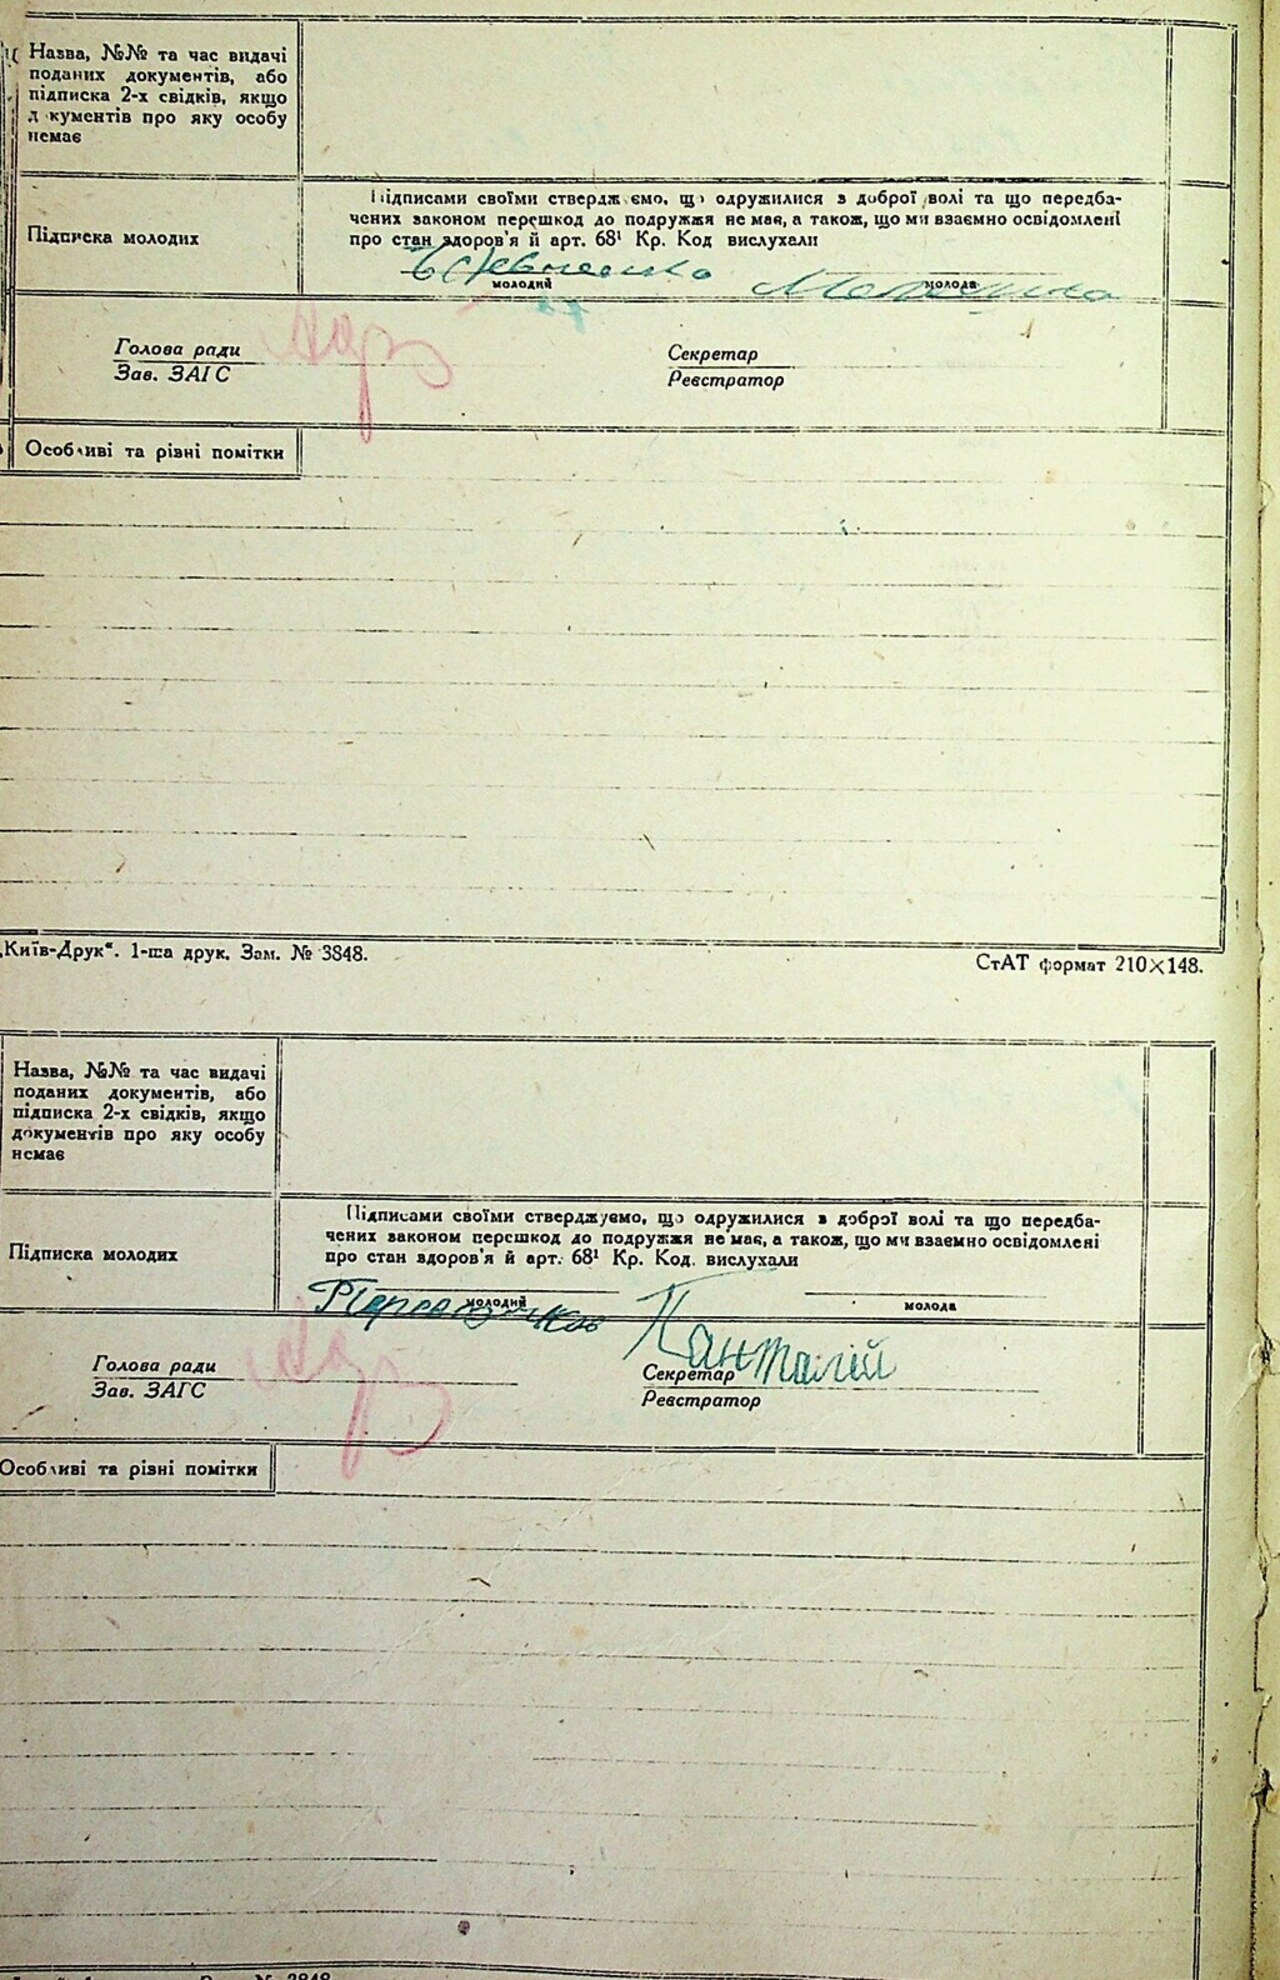 Назва, №№ та час видачі
поданих документів, або
підписка 2-х свідків, якщо
д кументів про яку особу
немає
Підписка молодих
Підписами своїми ствердж ємо, що одружилися з доброї волі та що передба-
чених законом перешкод до подружжя не має, а також, що ми взаємно освідомлені
про стан здоров'я й арт. 68¹ Кр. Код вислухали
молодий
молода
Голова ради
Зав. ЗАГС
Секретар
Реєстратор
Особливі та різні помітки
„Київ-Друк“. 1-ша друк. Зам. № 3848.
СтАТ формат 210×148.
Назва, №№ та час видачі
поданих документів, або
підписка 2-х свідків, якщо
документів про яку особу
немає
Підписка молодих
Підписами своїми стверджуємо, що одружилися з доброї волі та що передба-
чених законом перешкод до подружжя не має, а також, що ми взаємно освідомлені
про стан здоров'я й арт. 68¹ Кр. Код. вислухали
молодий
молода
Панталій
Голова ради
Зав. ЗАГС
Секретар
Реєстратор
Особливі та різні помітки
№ 3848